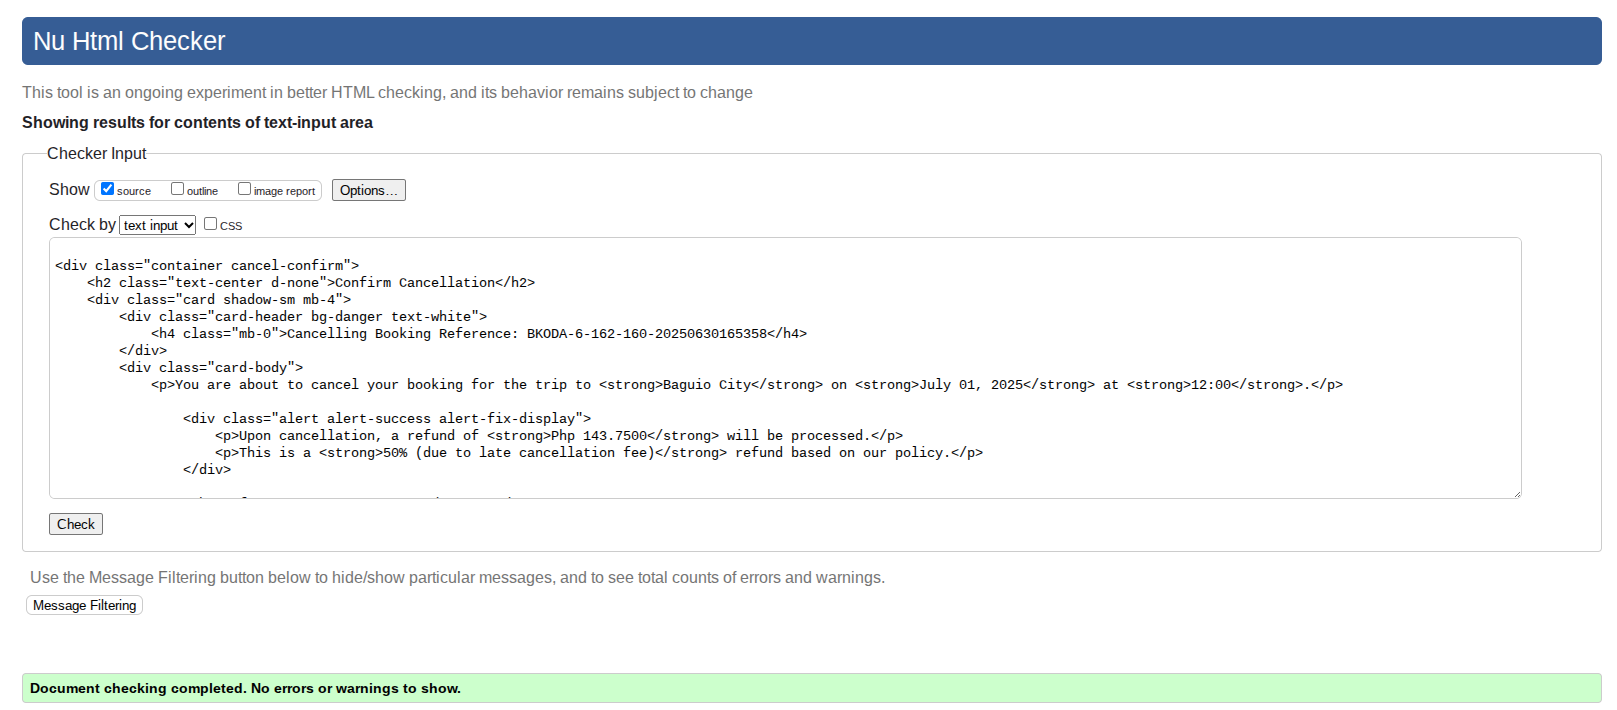 Nu Html Checker
This tool is an ongoing experiment in better HTML checking, and its behavior remains subject to change
Showing results for contents of text-input area
Checker Input
Show source outline image report Options...
Check by text input CSS
<div class="container cancel-confirm">
<h2 class="text-center d-none">Confirm Cancellation</h2>
<div class="card shadow-sm mb-4">
<div class="card-header bg-danger text-white">
<h4 class="mb-0">Cancelling Booking Reference: BKODA-6-162-160-20250630165358</h4>
</div>
<div class="card-body">
<p>You are about to cancel your booking for the trip to <strong>Baguio City</strong> on <strong>July 01, 2025</strong> at <strong>12:00</strong>.</p>
<div class="alert alert-success alert-fix-display">
<p>Upon cancellation, a refund of <strong>Php 143.7500</strong> will be processed.</p>
<p>This is a <strong>50% (due to late cancellation fee)</strong> refund based on our policy.</p>
</div>
Check
Use the Message Filtering button below to hide/show particular messages, and to see total counts of errors and warnings.
Message Filtering
Document checking completed. No errors or warnings to show.